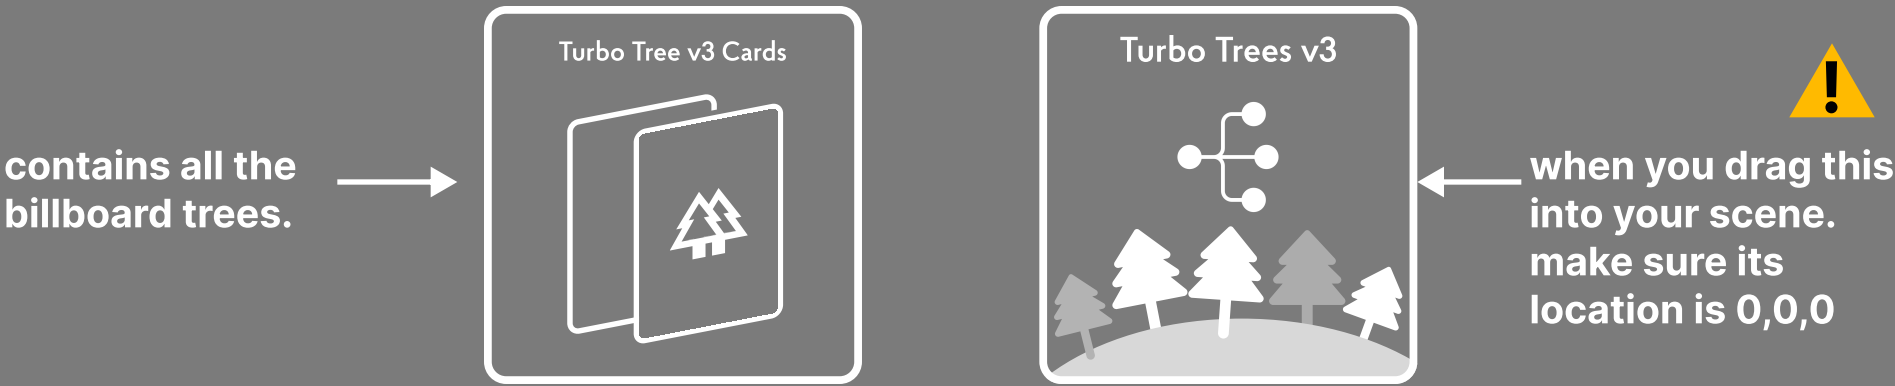 Turbo Tree v3 Cards
contains all the
billboard trees.
Turbo Trees v3
!
when you drag this
into your scene.
make sure its
location is 0,0,0